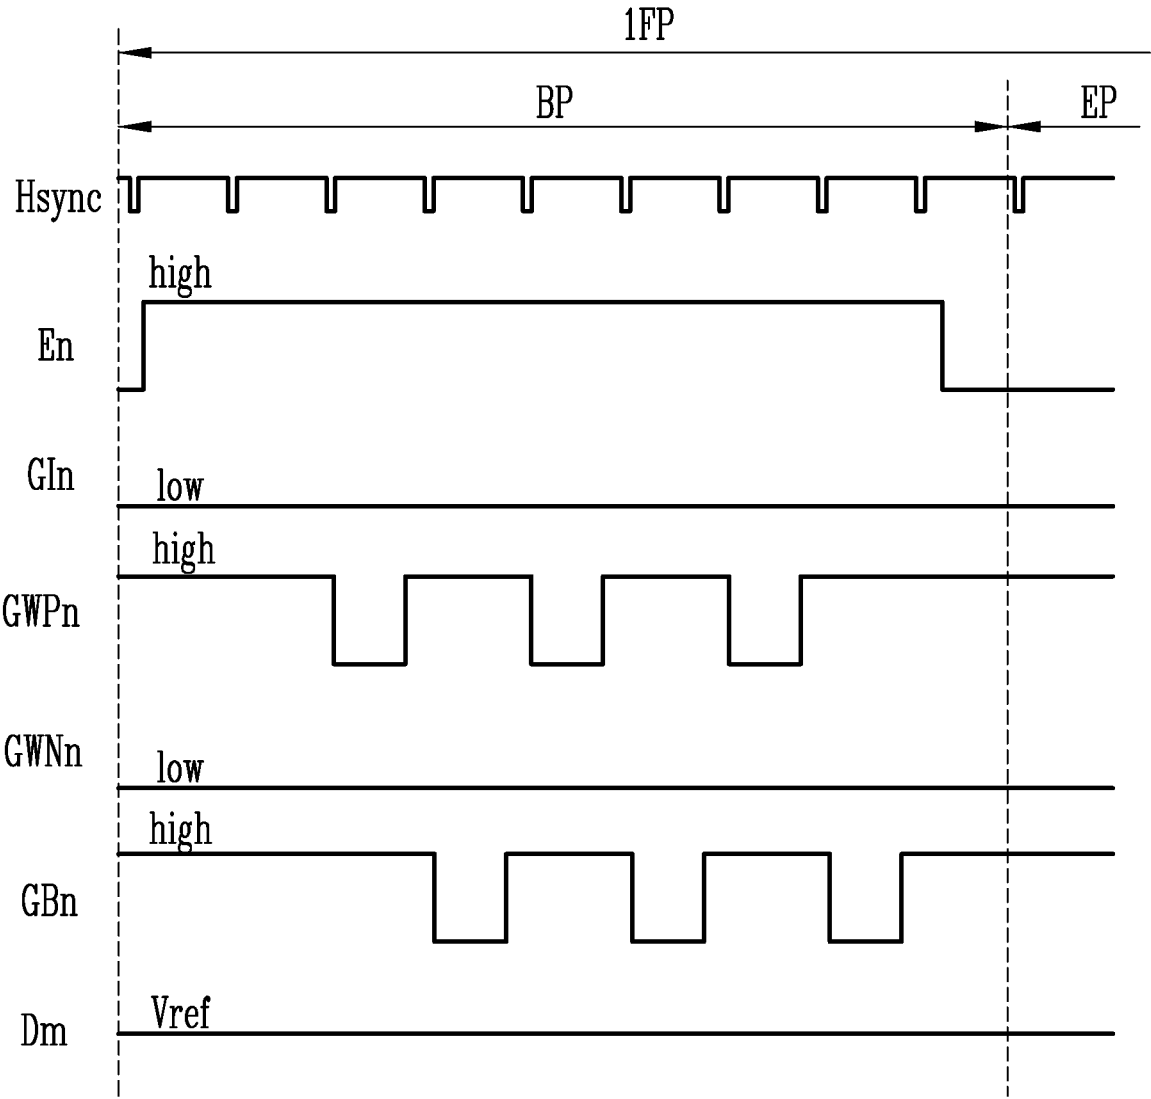 1FP
BP EP
Hsync
high
En
GIn
low
high
GWPn
GWNn
low
high
GBn
Vref
Dm